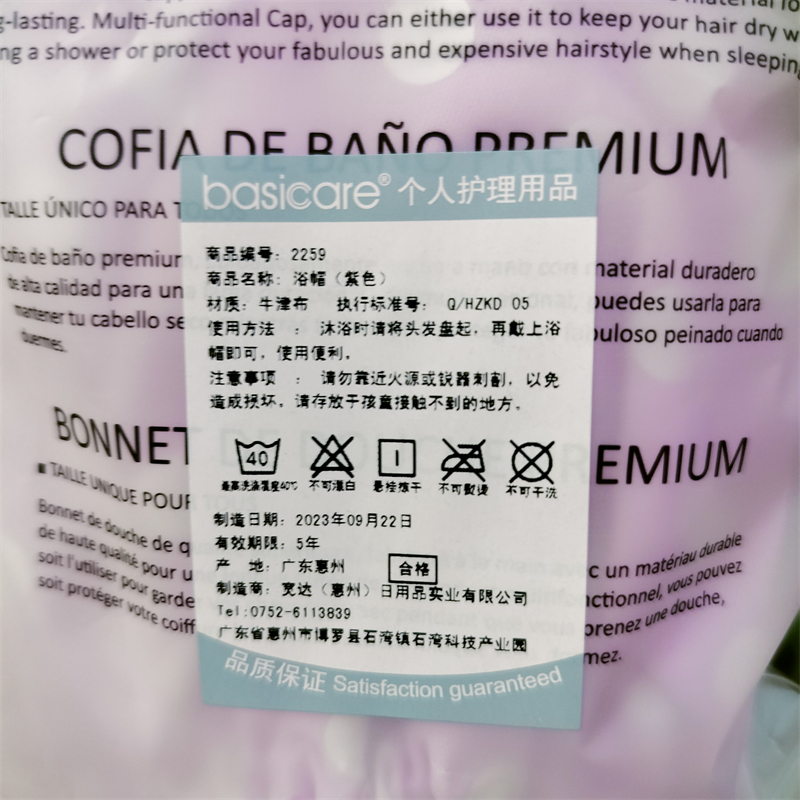 -lasting. Multi-functional Cap, you can either use it to keep your hair dry w
ng a shower or protect your fabulous and expensive hairstyle when sleeping
COFIA DE BAÑO PREMIUM
TALLE ÚNICO PARA T
Cofia de baño premium
material duradero
de alta calidad para un
puedes usarla para
mantener tu cabello se
buloso peinado cuando
duermes.
BONNET
REMIUM
■ TAILLE UNIQUE POUR
Bonnet de douche de q
c un matériau durable
de haute qualité pour u
nctionnel, vous pouvez
soit l'utiliser pour garde
prenez une douche,
soit protéger votre coiff
mez.
basicare® 个人护理用品
商品编号: 2259
商品名称: 浴帽 (紫色)
材质: 牛津布 执行标准号: Q/HZKD 05
使用方法 : 沐浴时请将头发盘起, 再戴上浴
帽即可, 使用便利。
注意事项 : 请勿靠近火源或锐器刺割, 以免
造成损坏, 请存放于孩童接触不到的地方。
40
最高洗涤温度40℃ 不可漂白 悬挂擦干 不可熨烫 不可干洗
制造日期: 2023年09月22日
有效期限: 5年
产 地: 广东惠州 合格
制造商: 宽达 (惠州) 日用品实业有限公司
Tel:0752-6113839
广东省惠州市博罗县石湾镇石湾科技产业园
品质保证 Satisfaction guaranteed